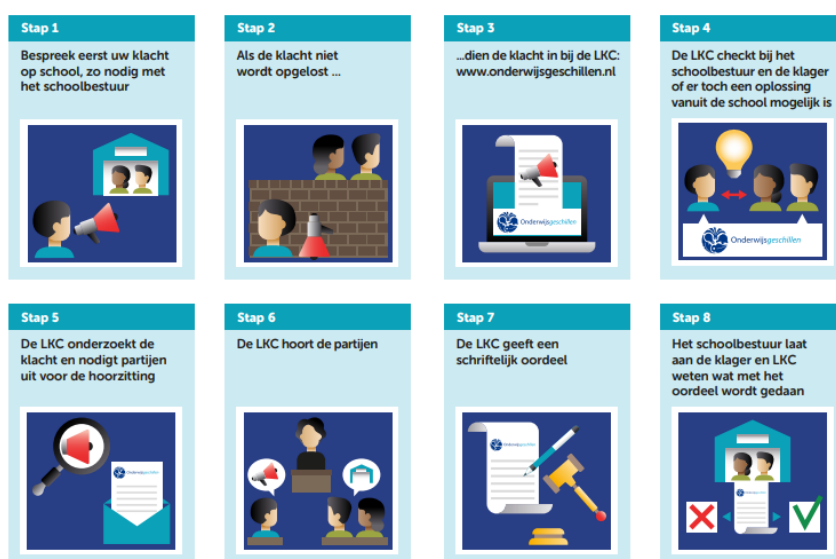 Stap 1
Bespreek eerst uw klacht
op school, zo nodig met
het schoolbestuur
Stap 2
Als de klacht niet
wordt opgelost ...
Stap 3
...dien de klacht in bij de LKC:
www.onderwijsgeschillen.nl
Onderwijsgeschillen
Stap 4
De LKC checkt bij het
schoolbestuur en de klager
of er toch een oplossing
vanuit de school mogelijk is
Onderwijsgeschillen
Stap 5
De LKC onderzoekt de
klacht en nodigt partijen
uit voor de hoorzitting
Onderwijsgeschillen
Stap 6
De LKC hoort de partijen
Stap 7
De LKC geeft een
schriftelijk oordeel
Onderwijsgeschillen
Stap 8
Het schoolbestuur laat
aan de klager en LKC
weten wat met het
oordeel wordt gedaan